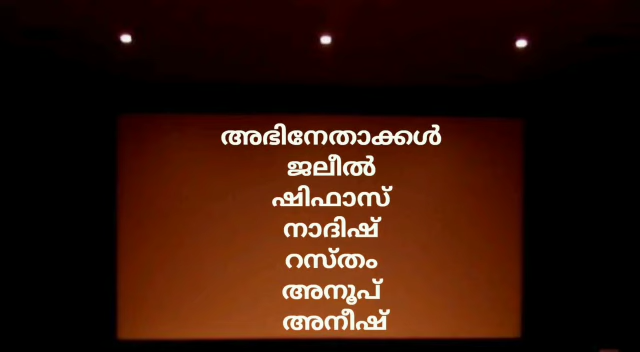 അഭിനേതാക്കൾ
ജലീൽ
ഷിഫാസ്
നാദിഷ്
റസ്തം
അനൂപ്
അനീഷ്